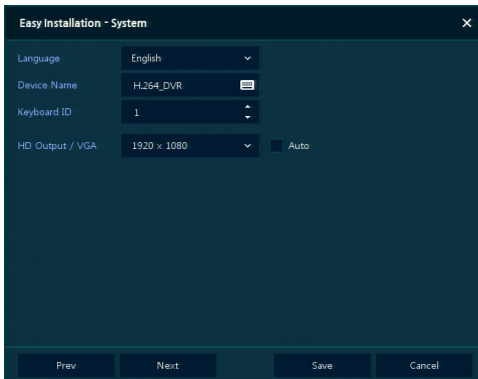 Easy Installation - System
Language English
Device Name H.264_DVR
Keyboard ID 1
HD Output / VGA 1920 x 1080 Auto
Prev Next Save Cancel